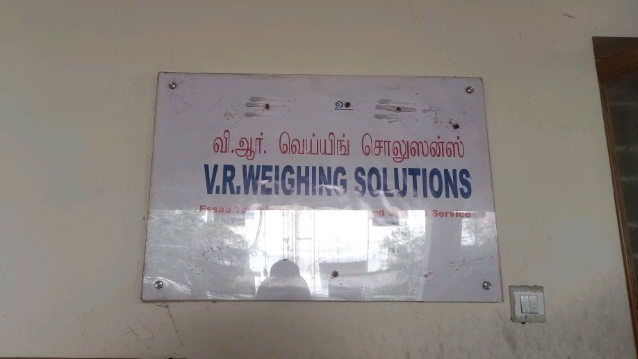 உ
வி.ஆர். வெய்யிங் சொலுஸன்ஸ்
V.R.WEIGHING SOLUTIONS
Service